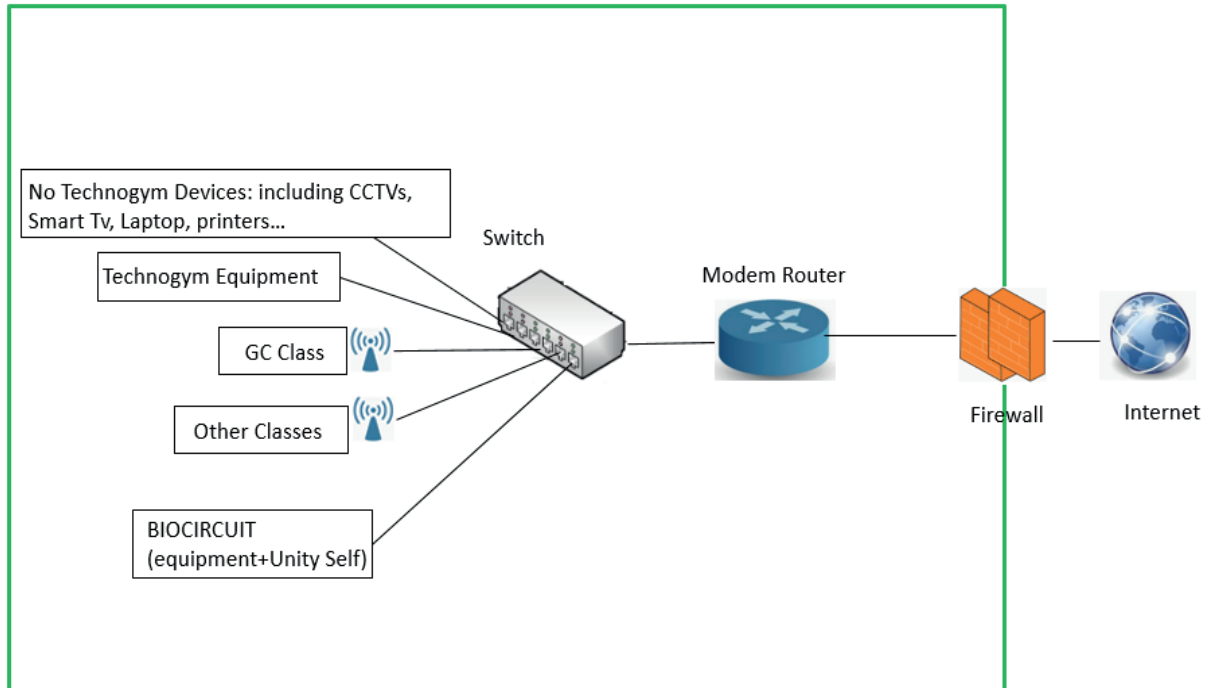 No Technogym Devices: including CCTVs,
Smart Tv, Laptop, printers...
Switch
Technogym Equipment
Modem Router
GC Class
Other Classes
Firewall
Internet
BIOCIRCUIT
(equipment+Unity Self)